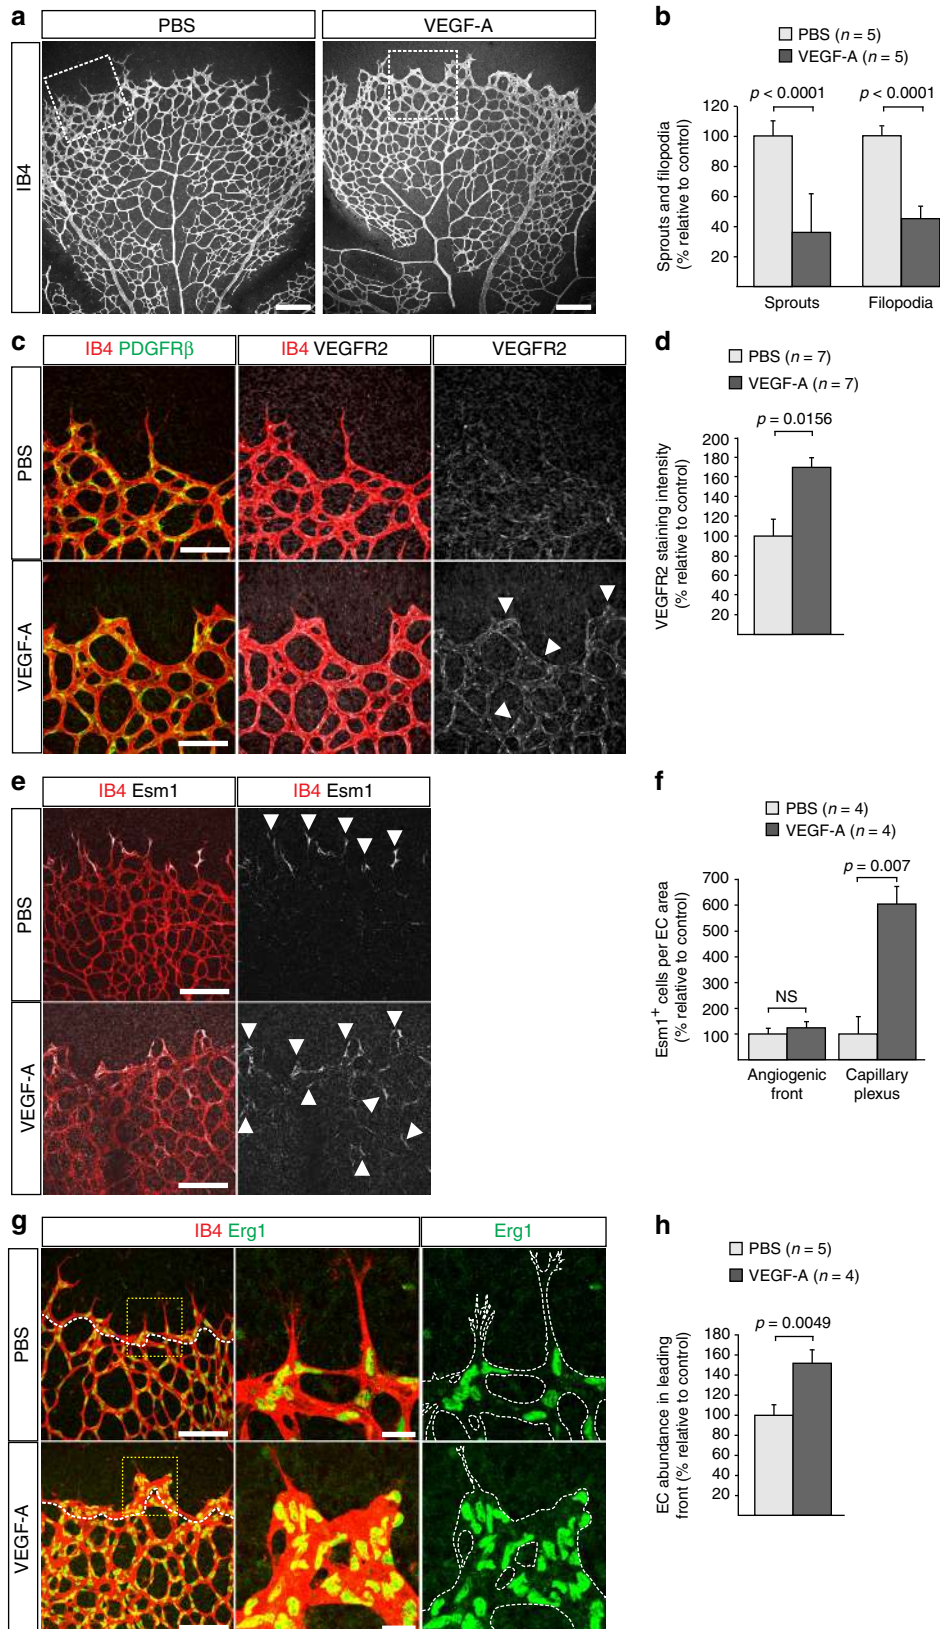 a
PBS
VEGF-A
IB4
b
PBS (n = 5)
VEGF-A (n = 5)
p < 0.0001
p < 0.0001
Sprouts and filopodia
(% relative to control)
120
100
80
60
40
20
Sprouts
Filopodia
c
IB4 PDGFRβ
IB4 VEGFR2
VEGFR2
PBS
VEGF-A
d
PBS (n = 7)
VEGF-A (n = 7)
p = 0.0156
VEGFR2 staining intensity
(% relative to control)
200
180
160
140
120
100
80
60
40
20
e
IB4 Esm1
IB4 Esm1
PBS
VEGF-A
f
PBS (n = 4)
VEGF-A (n = 4)
p = 0.007
NS
Esm1+ cells per EC area
(% relative to control)
700
600
500
400
300
200
100
Angiogenic
front
Capillary
plexus
g
IB4 Erg1
Erg1
PBS
VEGF-A
h
PBS (n = 5)
VEGF-A (n = 4)
p = 0.0049
EC abundance in leading
front (% relative to control)
180
160
140
120
100
80
60
40
20